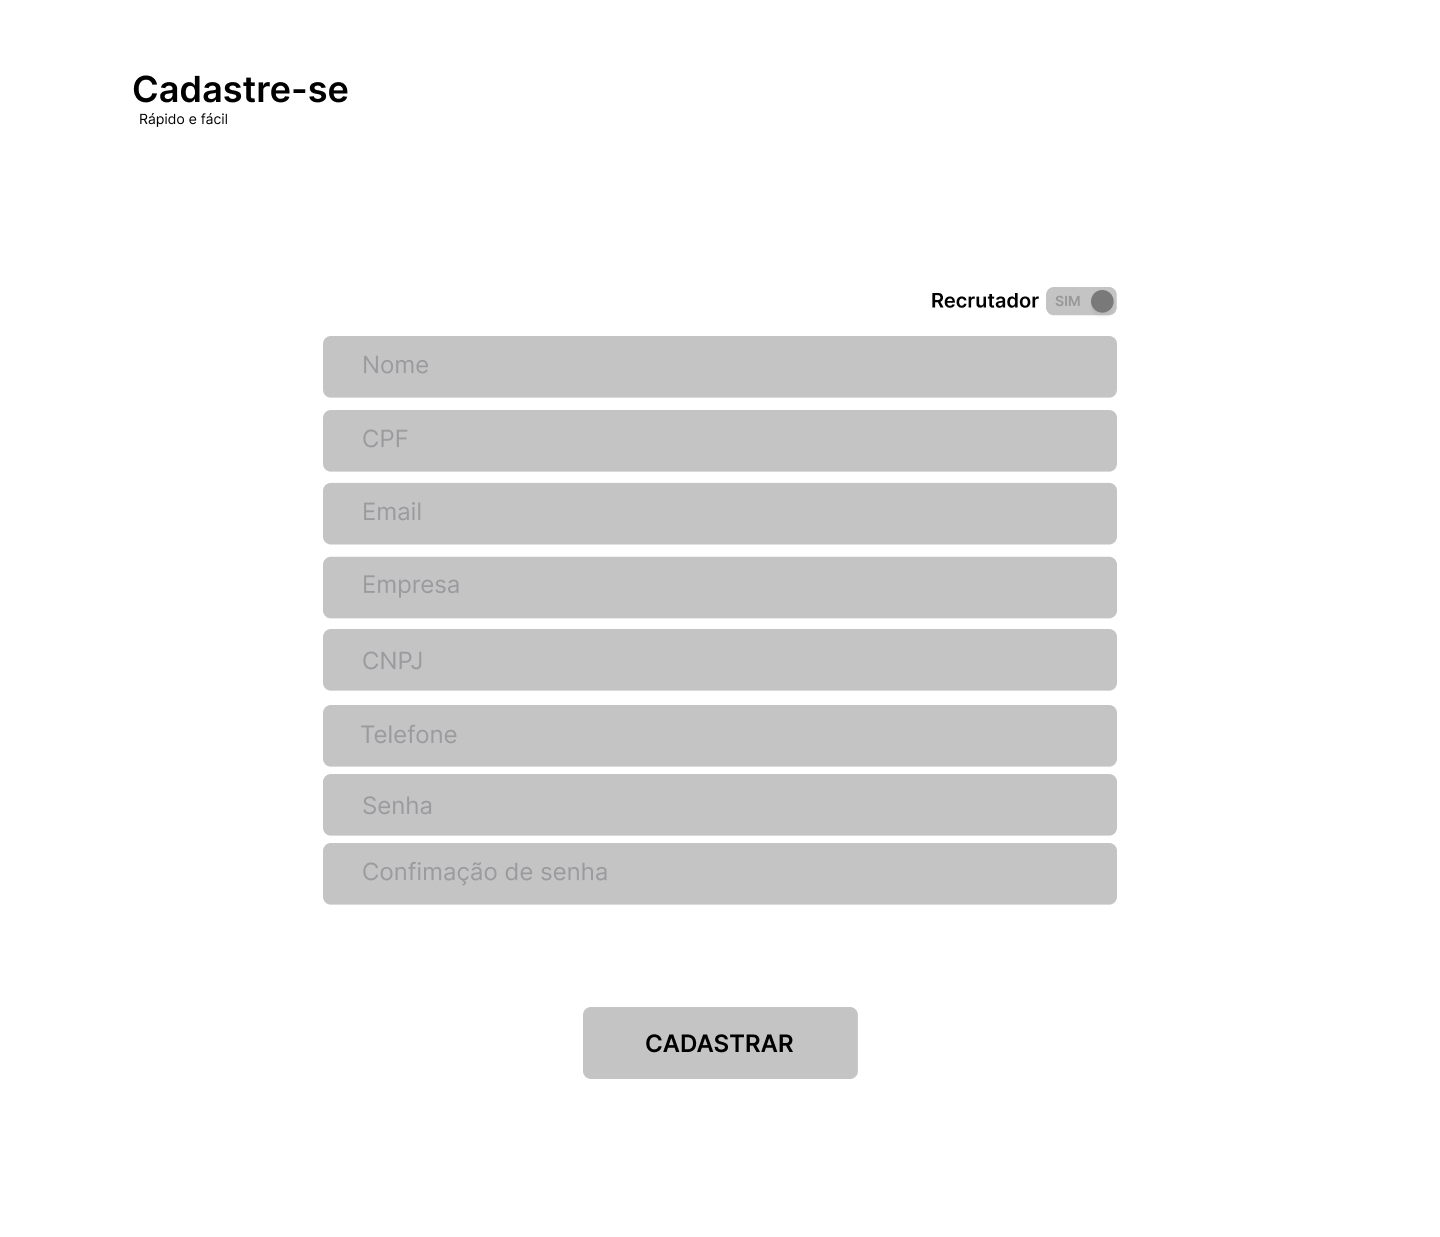 Cadastre-se
Rápido e fácil
Recrutador SIM
Nome
CPF
Email
Empresa
CNPJ
Telefone
Senha
Confimação de senha
CADASTRAR